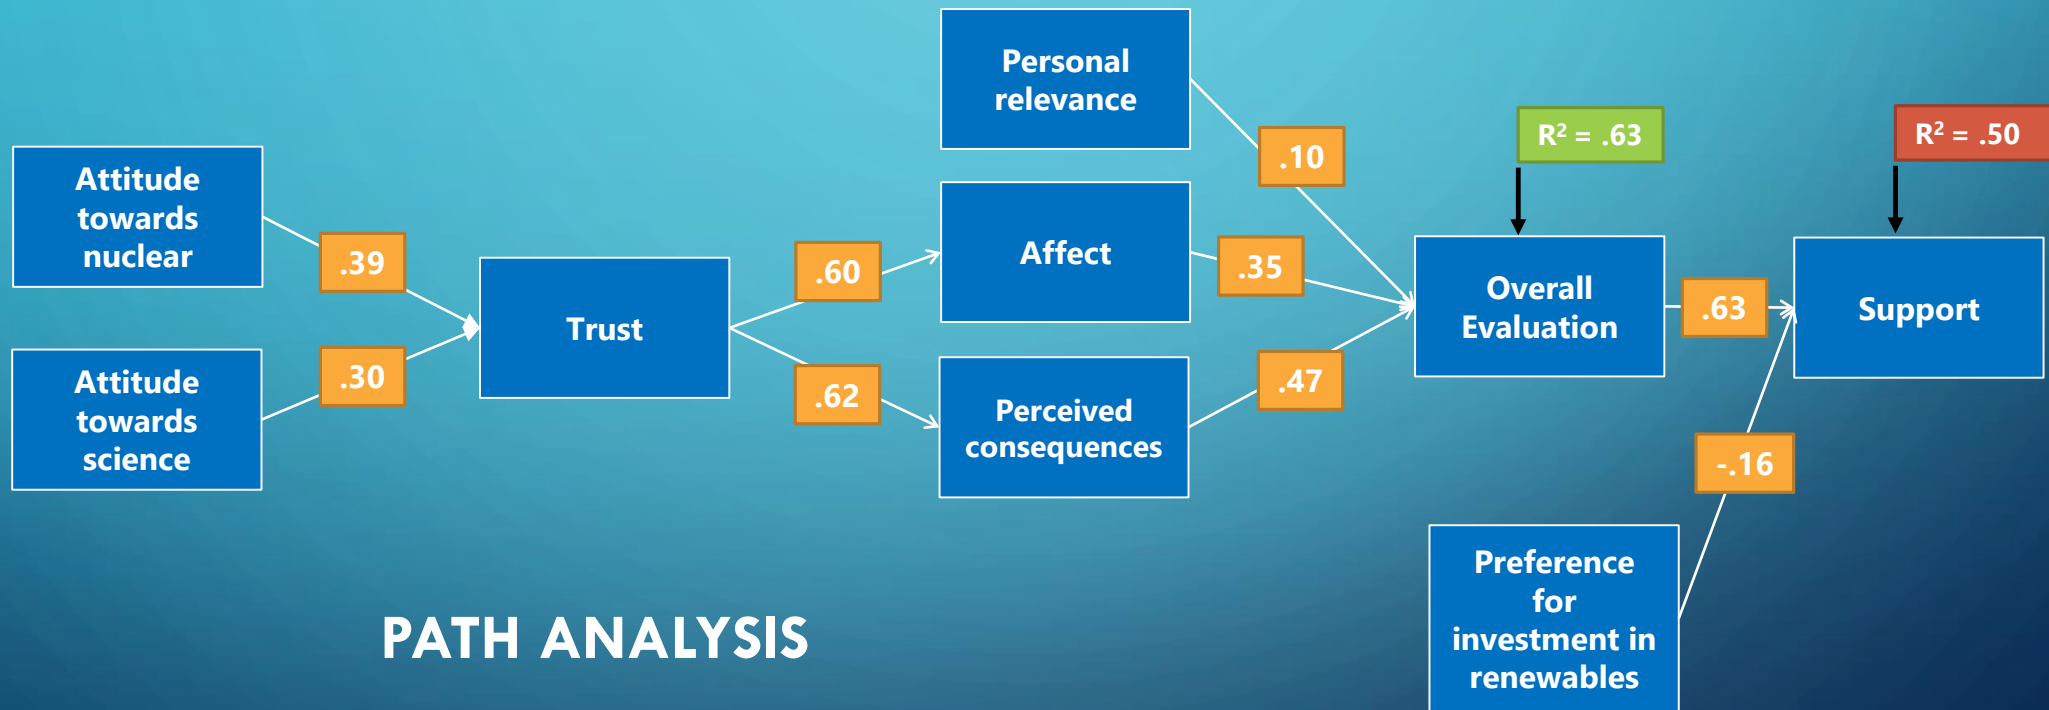 Attitude
towards
nuclear
Attitude
towards
science
.39
.30
Trust
.60
.62
Personal
relevance
Affect
Perceived
consequences
.10
.35
.47
R² = .63
Overall
Evaluation
.63
-.16
R² = .50
Support
Preference
for
investment in
renewables
PATH ANALYSIS